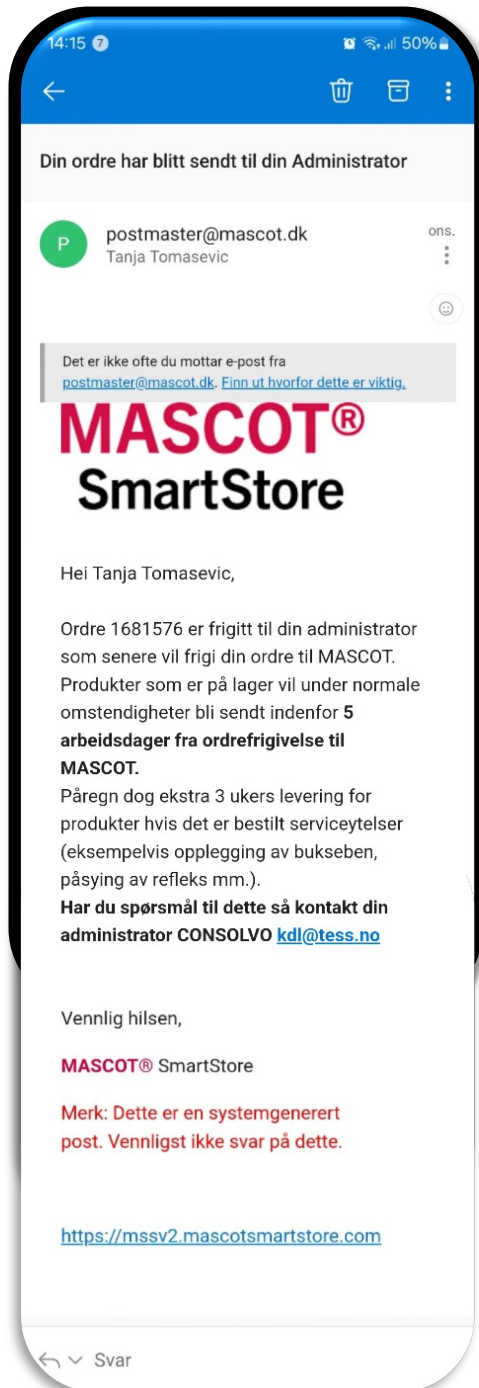 14:15 7 50%
Din ordre har blitt sendt til din Administrator
P
postmaster@mascot.dk
ons.
Tanja Tomasevic
Det er ikke ofte du mottar e-post fra
postmaster@mascot.dk. Finn ut hvorfor dette er viktig.
MASCOT®
SmartStore
Hei Tanja Tomasevic,
Ordre 1681576 er frigitt til din administrator
som senere vil frigi din ordre til MASCOT.
Produkter som er på lager vil under normale
omstendigheter bli sendt indenfor 5
arbeidsdager fra ordrefrigivelse til
MASCOT.
Påregn dog ekstra 3 ukers levering for
produkter hvis det er bestilt serviceytelser
(eksempelvis opplegging av bukseben,
påsying av refleks mm.).
Har du spørsmål til dette så kontakt din
administrator CONSOLVO kdl@tess.no
Vennlig hilsen,
MASCOT® SmartStore
Merk: Dette er en systemgenerert
post. Vennligst ikke svar på dette.
https://mssv2.mascotsmartstore.com
Svar